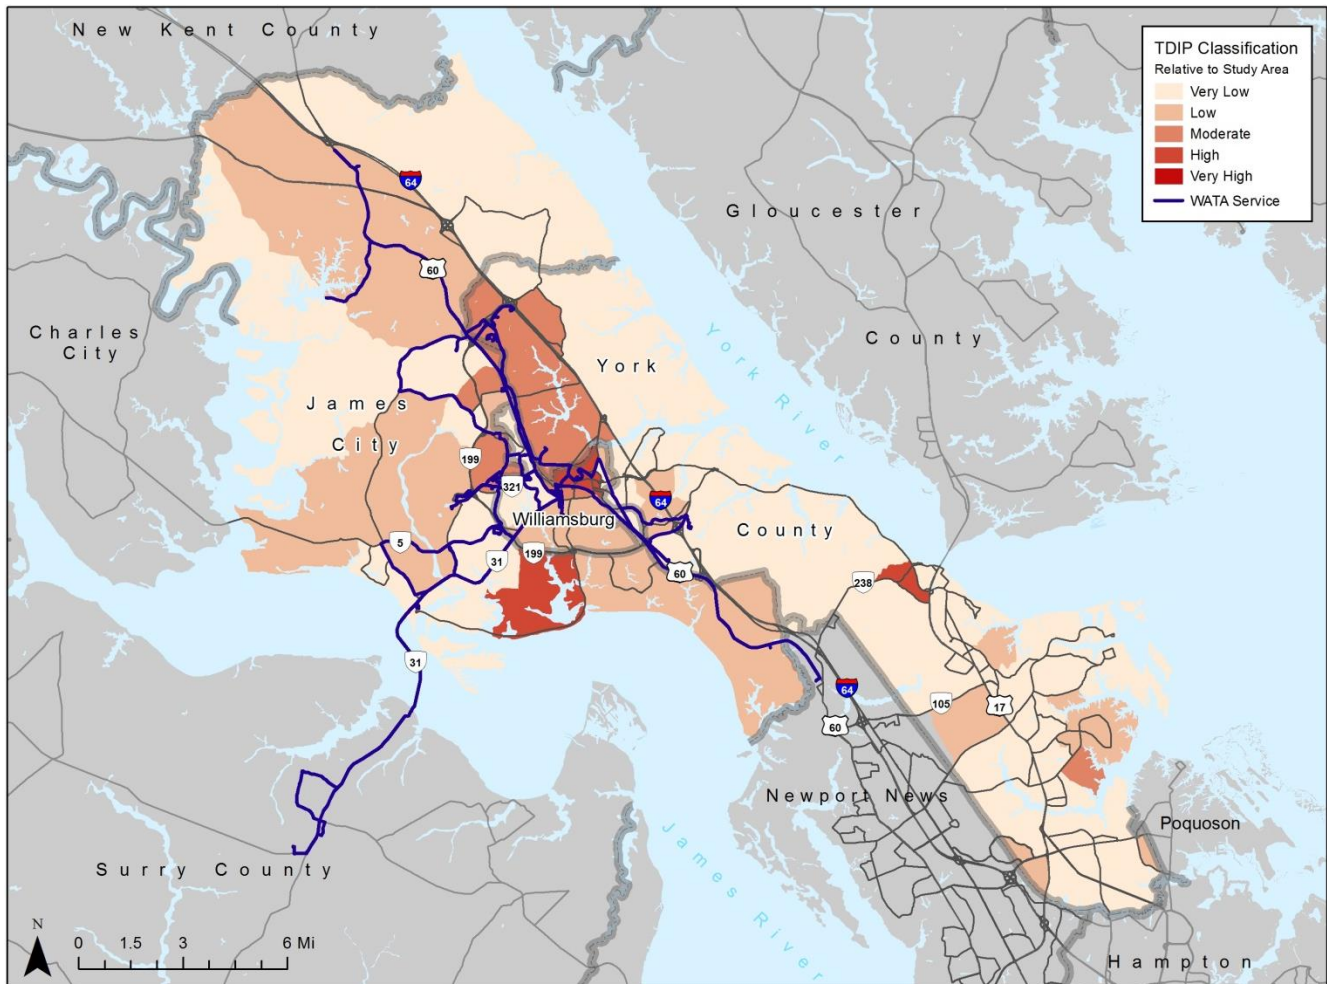 New Kent County
TDIP Classification
Relative to Study Area
Very Low
Low
Moderate
High
Very High
WATA Service
64
Gloucester
60
Charles
City
York River
County
York
James
City
199
321
64
Williamsburg
County
5
31
199
60
238
31
64
105
17
60
Newport News
Poquoson
James River
Surry County
N
0 1.5 3 6 Mi
Hampton